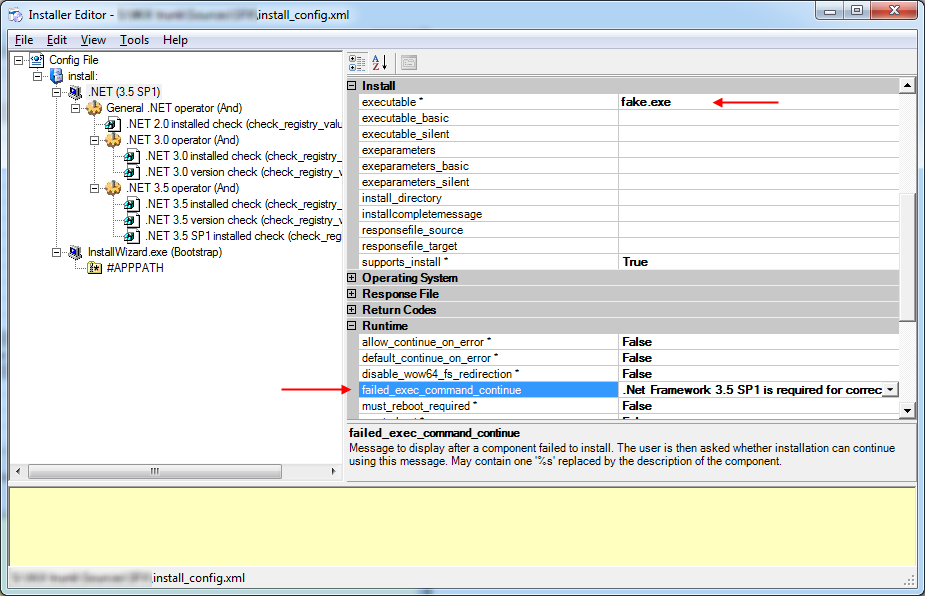 Installer Editor - install_config.xml
File Edit View Tools Help
Config File
install:
.NET (3.5 SP1)
General .NET operator (And)
.NET 2.0 installed check (check_registry_valu
.NET 3.0 operator (And)
.NET 3.0 installed check (check_registry_
.NET 3.0 version check (check_registry_v
.NET 3.5 operator (And)
.NET 3.5 installed check (check_registry_
.NET 3.5 version check (check_registry_v
.NET 3.5 SP1 installed check (check_reg
InstallWizard.exe (Bootstrap)
#APPPATH
Install
executable * fake.exe
executable_basic
executable_silent
exeparameters
exeparameters_basic
exeparameters_silent
install_directory
installcompletemessage
responsefile_source
responsefile_target
supports_install * True
Operating System
Response File
Return Codes
Runtime
allow_continue_on_error * False
default_continue_on_error * False
disable_wow64_fs_redirection * False
failed_exec_command_continue .Net Framework 3.5 SP1 is required for correc
must_reboot_required * False
failed_exec_command_continue
Message to display after a component failed to install. The user is then asked whether installation can continue
using this message. May contain one '%s' replaced by the description of the component.
install_config.xml